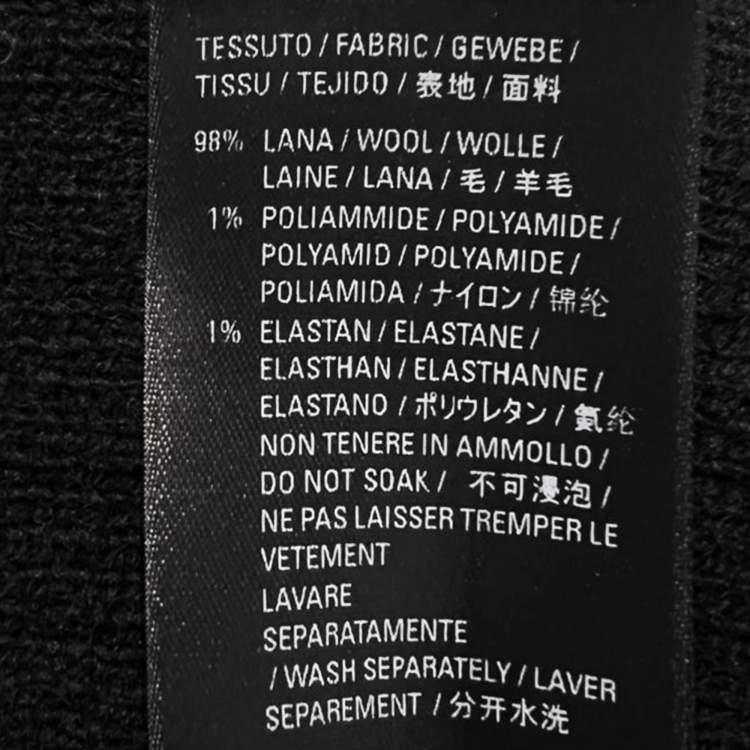 TESSUTO / FABRIC / GEWEBE /
TISSU / TEJIDO / 表地 / 面料
98% LANA / WOOL / WOLLE /
LAINE / LANA / 毛 / 羊毛
1% POLIAMMIDE / POLYAMIDE /
POLYAMID / POLYAMIDE /
POLIAMIDA / ナイロン / 锦纶
1% ELASTAN / ELASTANE /
ELASTHAN / ELASTHANNE /
ELASTANO / ポリウレタン / 氨纶
NON TENERE IN AMMOLLO /
DO NOT SOAK / 不可浸泡 /
NE PAS LAISSER TREMPER LE
VETEMENT
LAVARE
SEPARATAMENTE
/ WASH SEPARATELY / LAVER
SEPAREMENT / 分开水洗